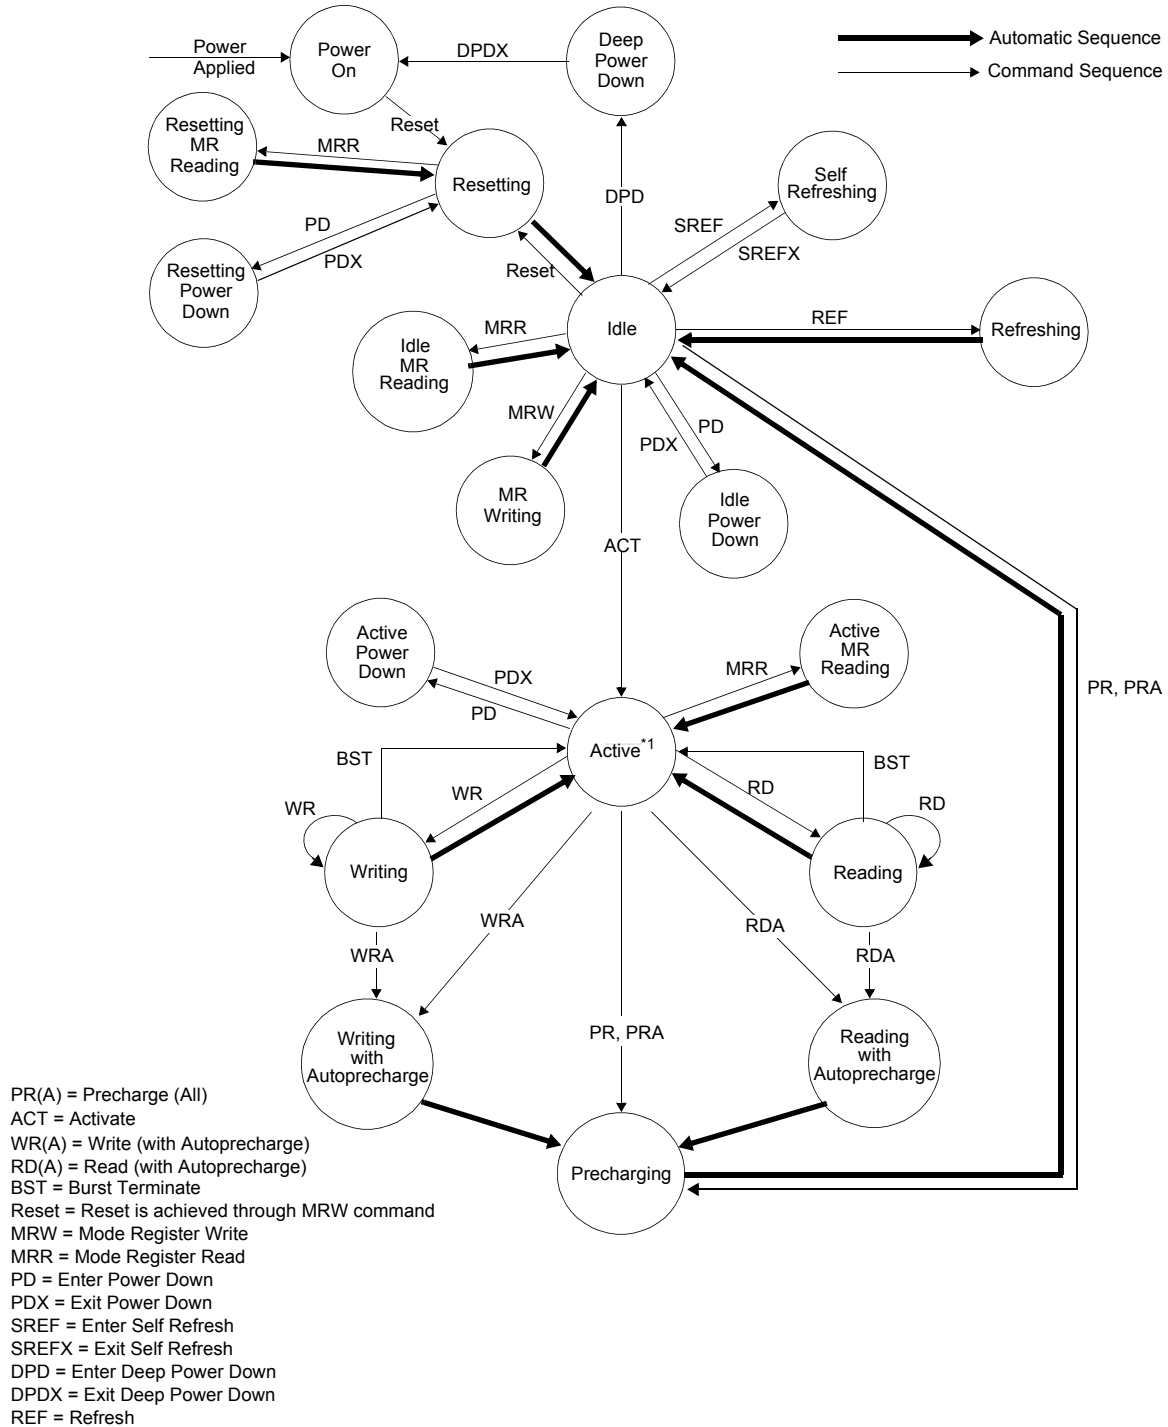 Power
Applied
Power
On
DPDX
Deep
Power
Down
Automatic Sequence
Command Sequence
Reset
Resetting
MR
Reading
MRR
Resetting
Self
Refreshing
DPD
SREF
SREFX
PD
PDX
Reset
Resetting
Power
Down
Idle
REF
Refreshing
MRR
Idle
MR
Reading
MRW
PD
PDX
MR
Writing
Idle
Power
Down
ACT
Active
Power
Down
Active
MR
Reading
PDX
PD
MRR
PR, PRA
Active*1
BST
BST
WR
RD
WR
RD
Writing
Reading
WRA
RDA
WRA
RDA
PR, PRA
Writing
with
Autoprecharge
Reading
with
Autoprecharge
Precharging
PR(A) = Precharge (All)
ACT = Activate
WR(A) = Write (with Autoprecharge)
RD(A) = Read (with Autoprecharge)
BST = Burst Terminate
Reset = Reset is achieved through MRW command
MRW = Mode Register Write
MRR = Mode Register Read
PD = Enter Power Down
PDX = Exit Power Down
SREF = Enter Self Refresh
SREFX = Exit Self Refresh
DPD = Enter Deep Power Down
DPDX = Exit Deep Power Down
REF = Refresh